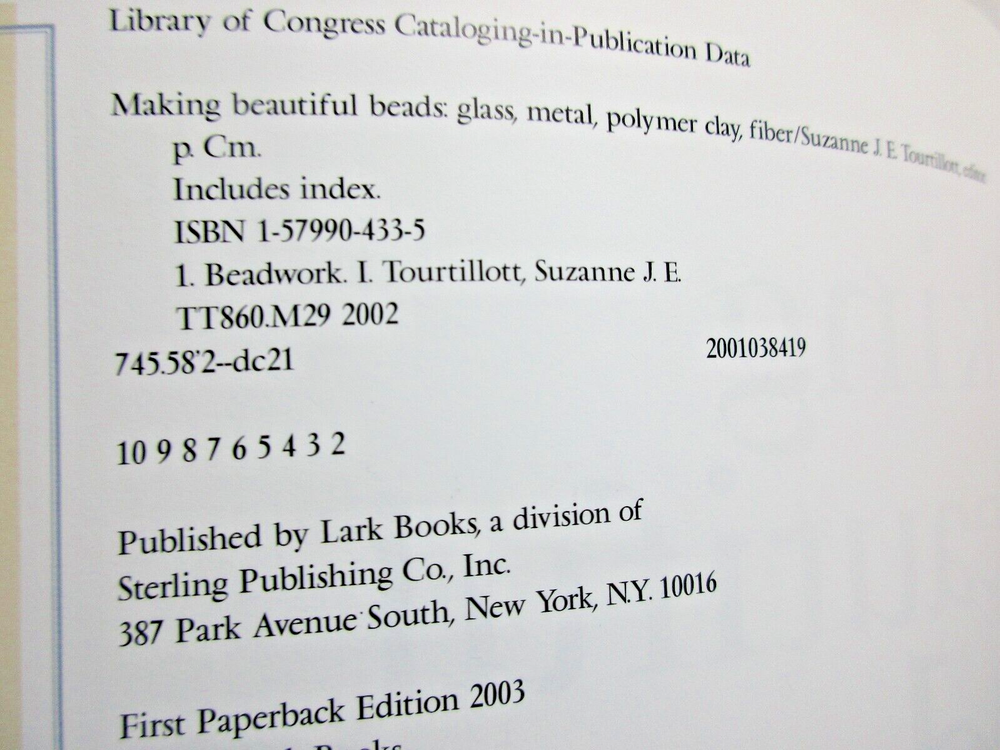 Library of Congress Cataloging-in-Publication Data
Making beautiful beads: glass, metal, polymer clay, fiber/Suzanne J. E. Tourtillott, editor
p. Cm.
Includes index.
ISBN 1-57990-433-5
1. Beadwork. I. Tourtillott, Suzanne J. E.
TT860.M29 2002
745.58'2--dc21 2001038419
10 9 8 7 6 5 4 3 2
Published by Lark Books, a division of
Sterling Publishing Co., Inc.
387 Park Avenue South, New York, N.Y. 10016
First Paperback Edition 2003
Books